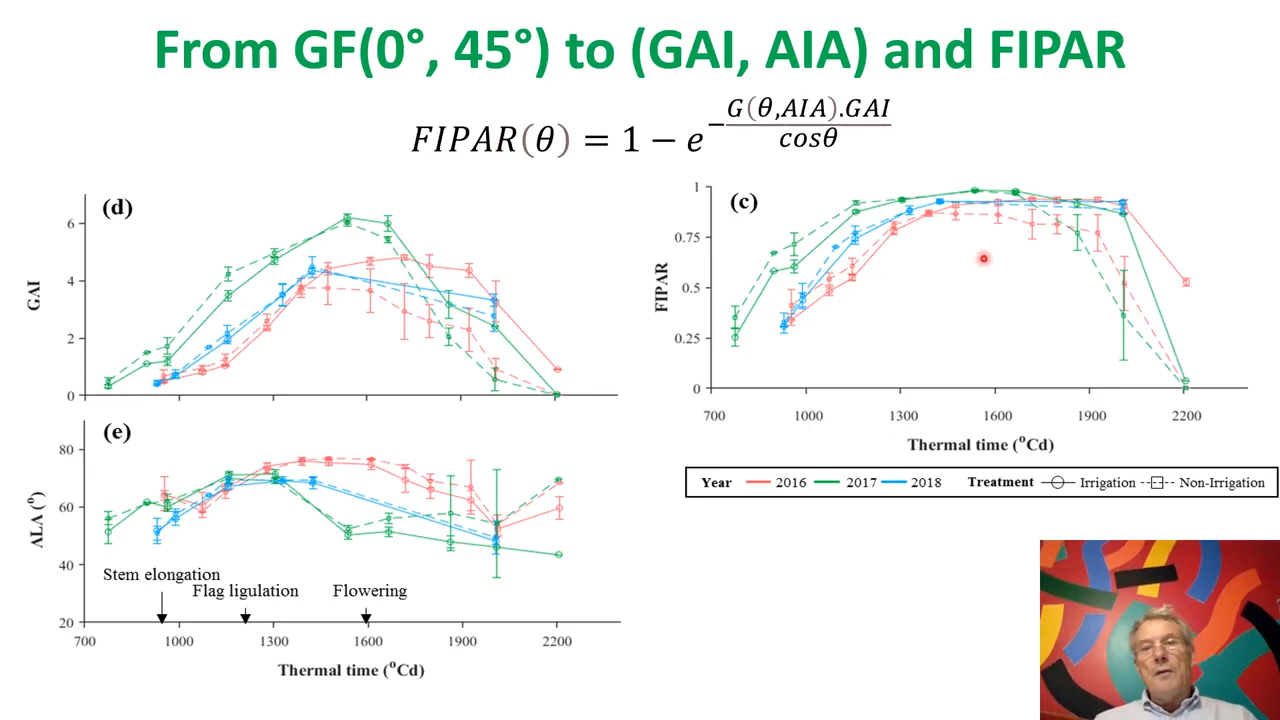 From GF(0°, 45°) to (GAI, AIA) and FIPAR
FIPAR(θ) = 1 − e^−G(θ,AIA).GAI/cosθ
(d)
6
4
2
0
GAI
(c)
1
0.75
0.5
0.25
0
FIPAR
700 1000 1300 1600 1900 2200
Thermal time (°Cd)
Year 2016 2017 2018 Treatment Irrigation Non-Irrigation
(e)
80
60
40
20
ALA (°)
Stem elongation
Flag ligulation
Flowering
700 1000 1300 1600 1900 2200
Thermal time (°Cd)